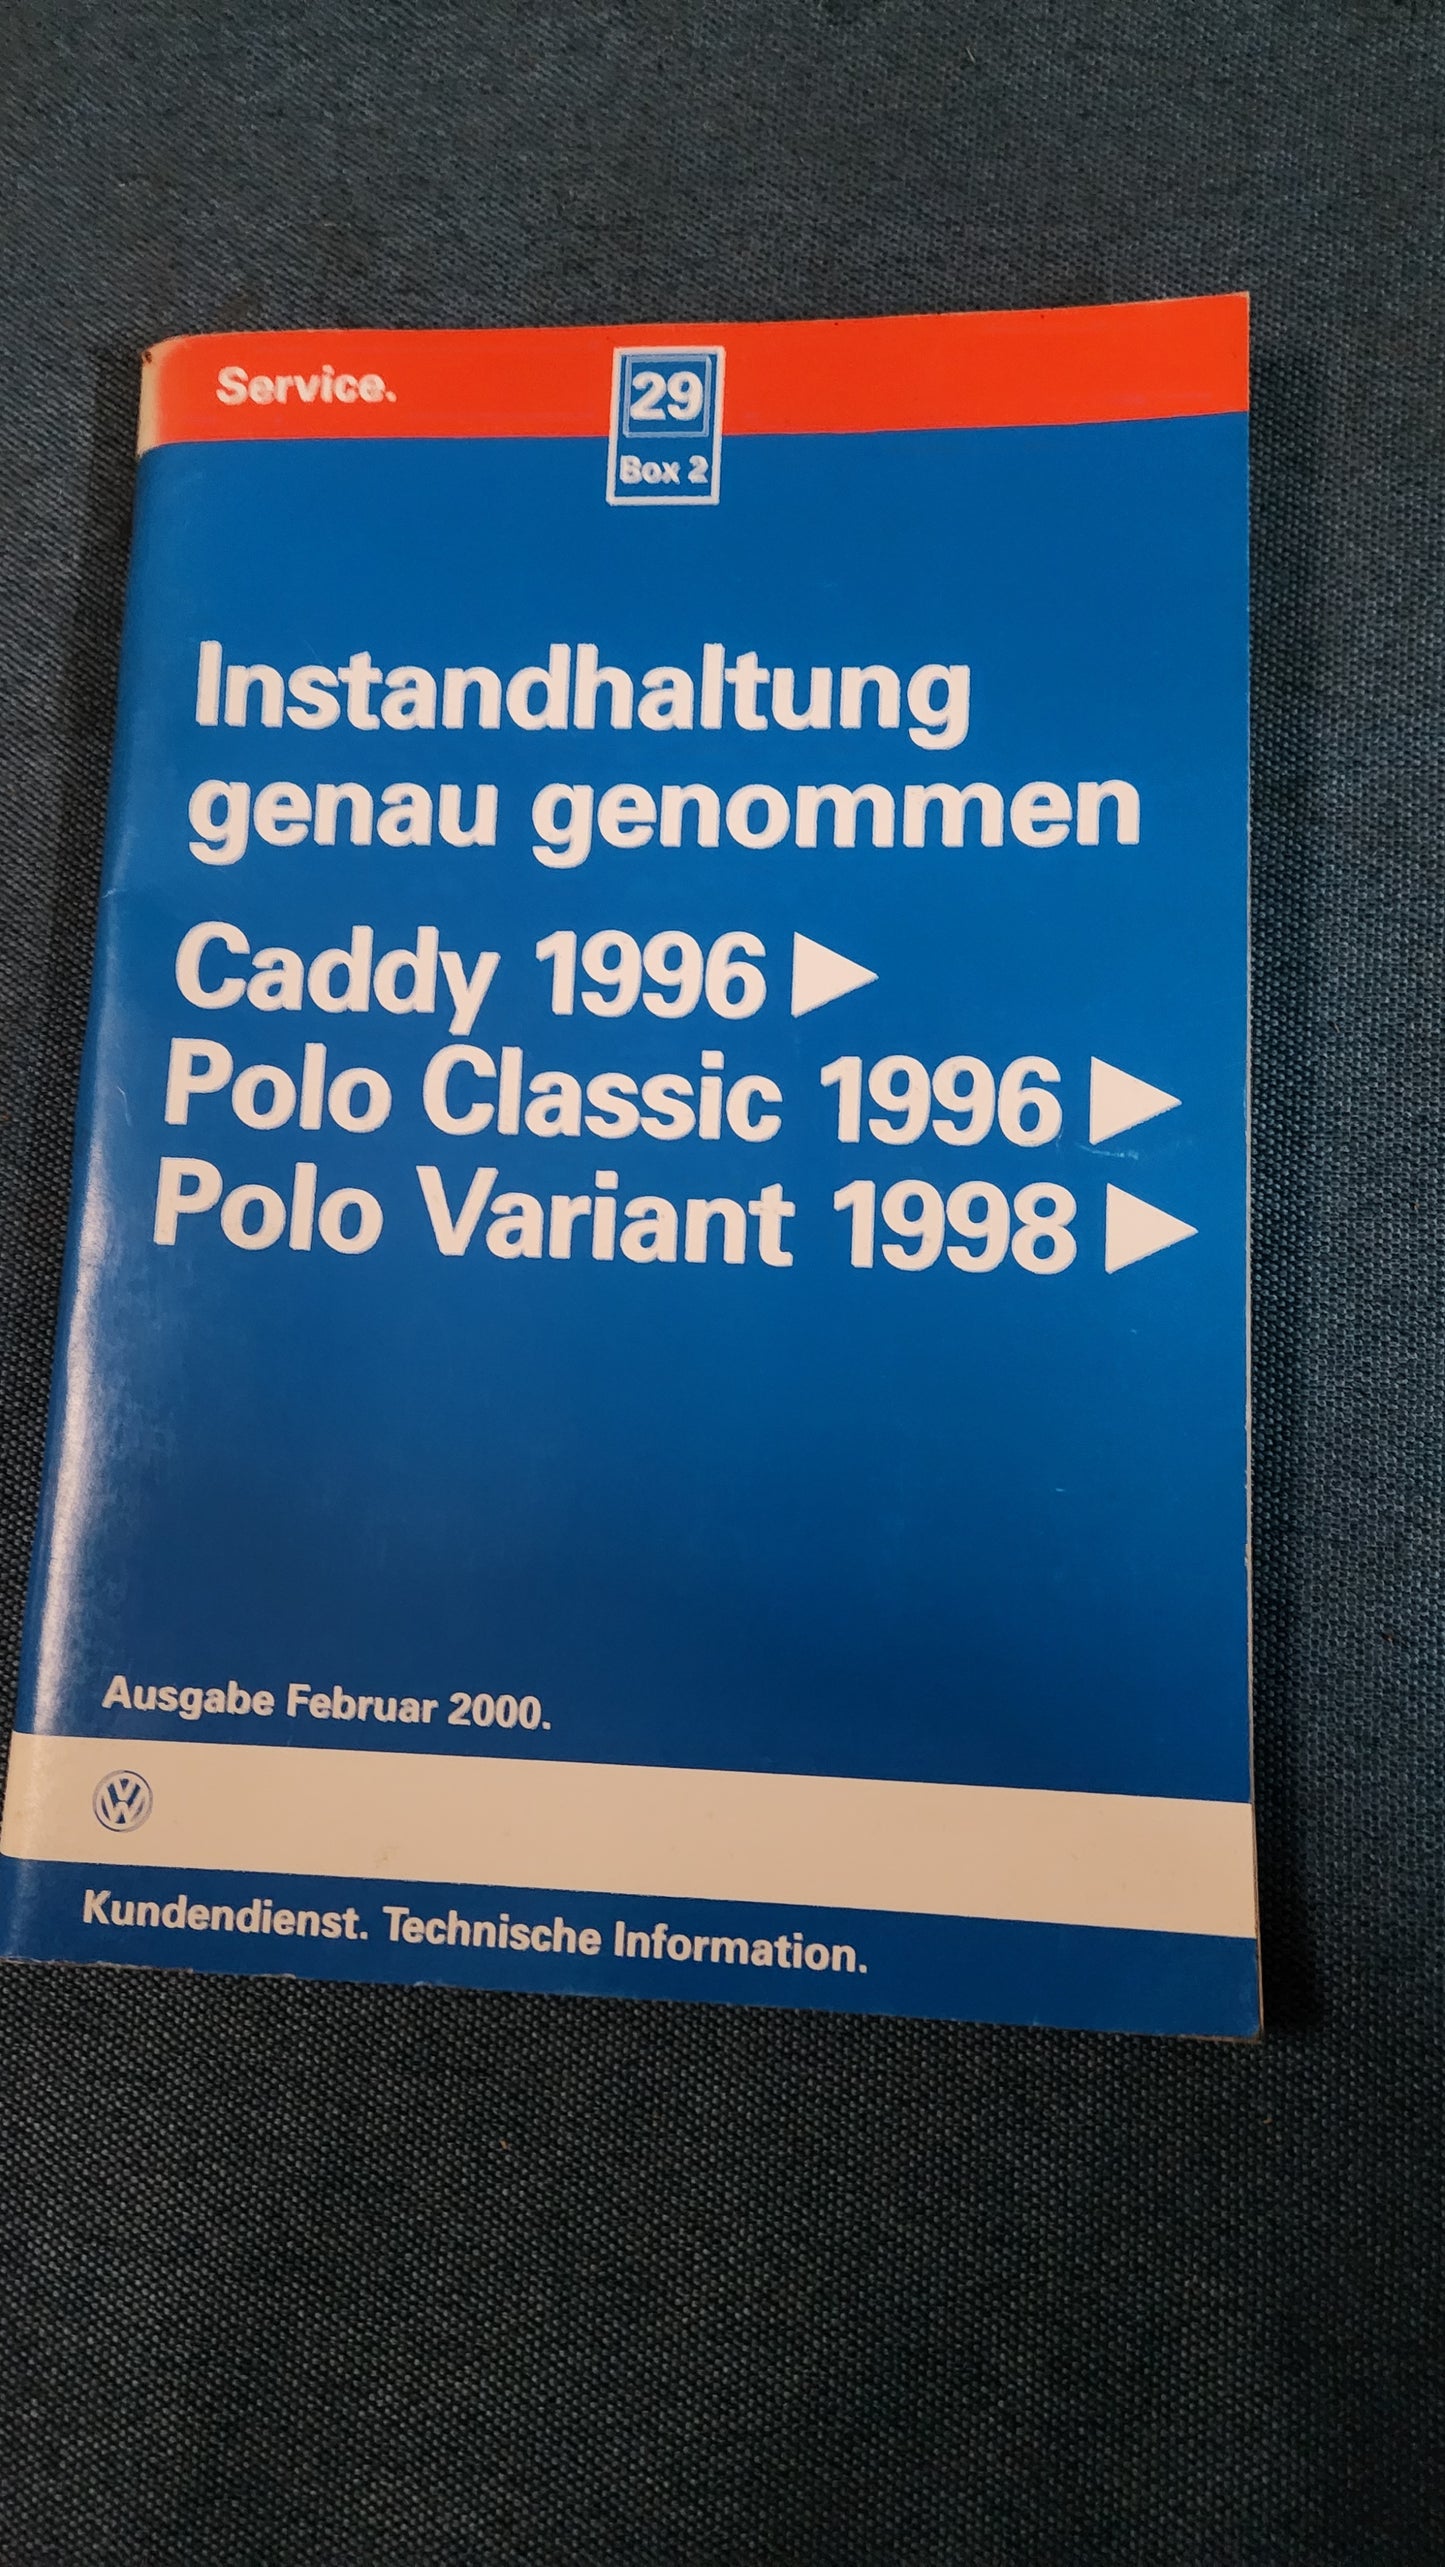 Service.
29
Box 2
Instandhaltung
genau genommen
Caddy 1996 ▶
Polo Classic 1996 ▶
Polo Variant 1998 ▶
Ausgabe Februar 2000.
VW
Kundendienst. Technische Information.